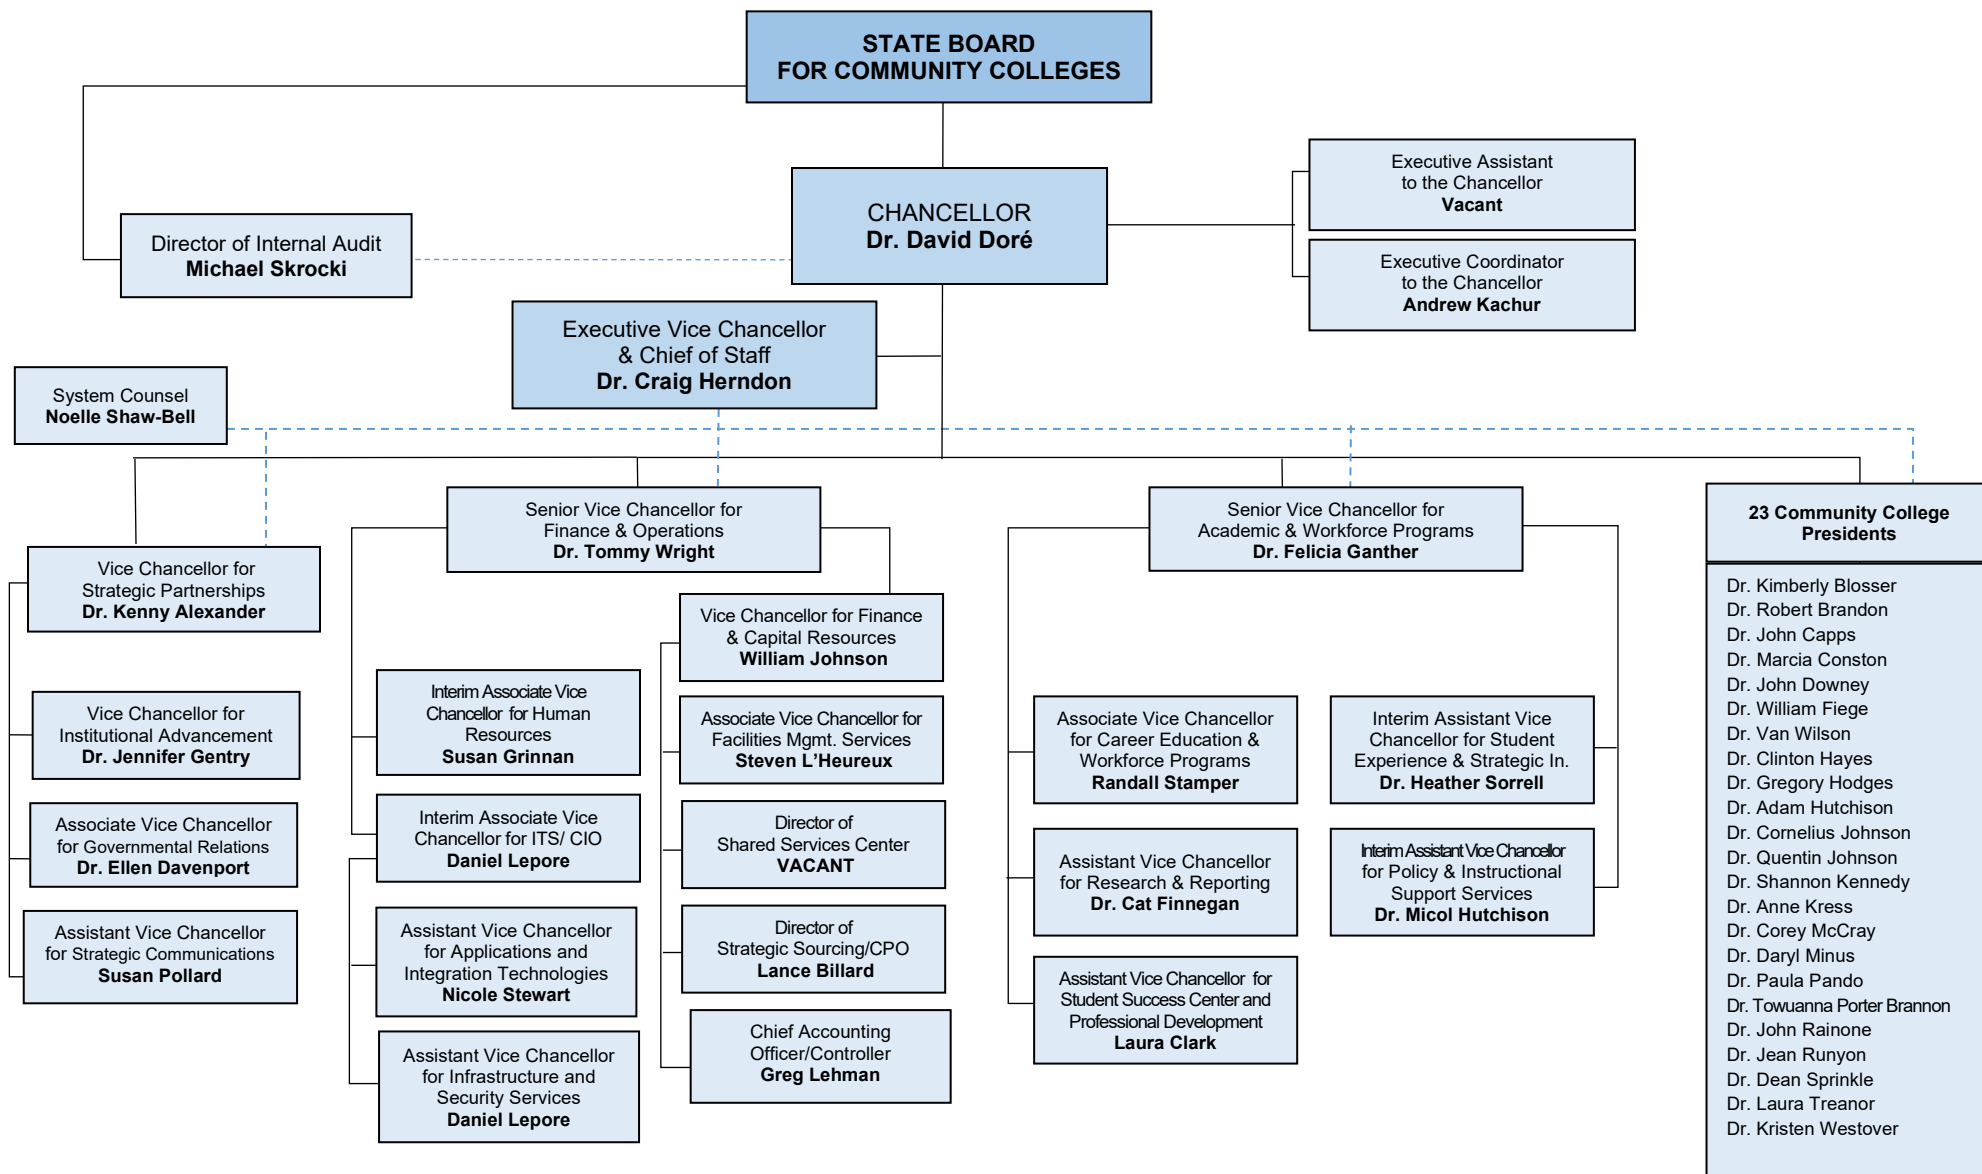 STATE BOARD
FOR COMMUNITY COLLEGES
Executive Assistant
to the Chancellor
Vacant
CHANCELLOR
Dr. David Doré
Director of Internal Audit
Michael Skrocki
Executive Coordinator
to the Chancellor
Andrew Kachur
Executive Vice Chancellor
& Chief of Staff
Dr. Craig Herndon
System Counsel
Noelle Shaw-Bell
Vice Chancellor for
Strategic Partnerships
Dr. Kenny Alexander
Vice Chancellor for
Institutional Advancement
Dr. Jennifer Gentry
Associate Vice Chancellor
for Governmental Relations
Dr. Ellen Davenport
Assistant Vice Chancellor
for Strategic Communications
Susan Pollard
Senior Vice Chancellor for
Finance & Operations
Dr. Tommy Wright
Interim Associate Vice
Chancellor for Human
Resources
Susan Grinnan
Interim Associate Vice
Chancellor for ITS/ CIO
Daniel Lepore
Assistant Vice Chancellor
for Applications and
Integration Technologies
Nicole Stewart
Assistant Vice Chancellor
for Infrastructure and
Security Services
Daniel Lepore
Vice Chancellor for Finance
& Capital Resources
William Johnson
Associate Vice Chancellor for
Facilities Mgmt. Services
Steven L’Heureux
Director of
Shared Services Center
VACANT
Director of
Strategic Sourcing/CPO
Lance Billard
Chief Accounting
Officer/Controller
Greg Lehman
Senior Vice Chancellor for
Academic & Workforce Programs
Dr. Felicia Ganther
Associate Vice Chancellor
for Career Education &
Workforce Programs
Randall Stamper
Assistant Vice Chancellor
for Research & Reporting
Dr. Cat Finnegan
Assistant Vice Chancellor for
Student Success Center and
Professional Development
Laura Clark
Interim Assistant Vice
Chancellor for Student
Experience & Strategic In.
Dr. Heather Sorrell
Interim Assistant Vice Chancellor
for Policy & Instructional
Support Services
Dr. Micol Hutchison
23 Community College
Presidents
Dr. Kimberly Blosser
Dr. Robert Brandon
Dr. John Capps
Dr. Marcia Conston
Dr. John Downey
Dr. William Fiege
Dr. Van Wilson
Dr. Clinton Hayes
Dr. Gregory Hodges
Dr. Adam Hutchison
Dr. Cornelius Johnson
Dr. Quentin Johnson
Dr. Shannon Kennedy
Dr. Anne Kress
Dr. Corey McCray
Dr. Daryl Minus
Dr. Paula Pando
Dr. Towuanna Porter Brannon
Dr. John Rainone
Dr. Jean Runyon
Dr. Dean Sprinkle
Dr. Laura Treanor
Dr. Kristen Westover